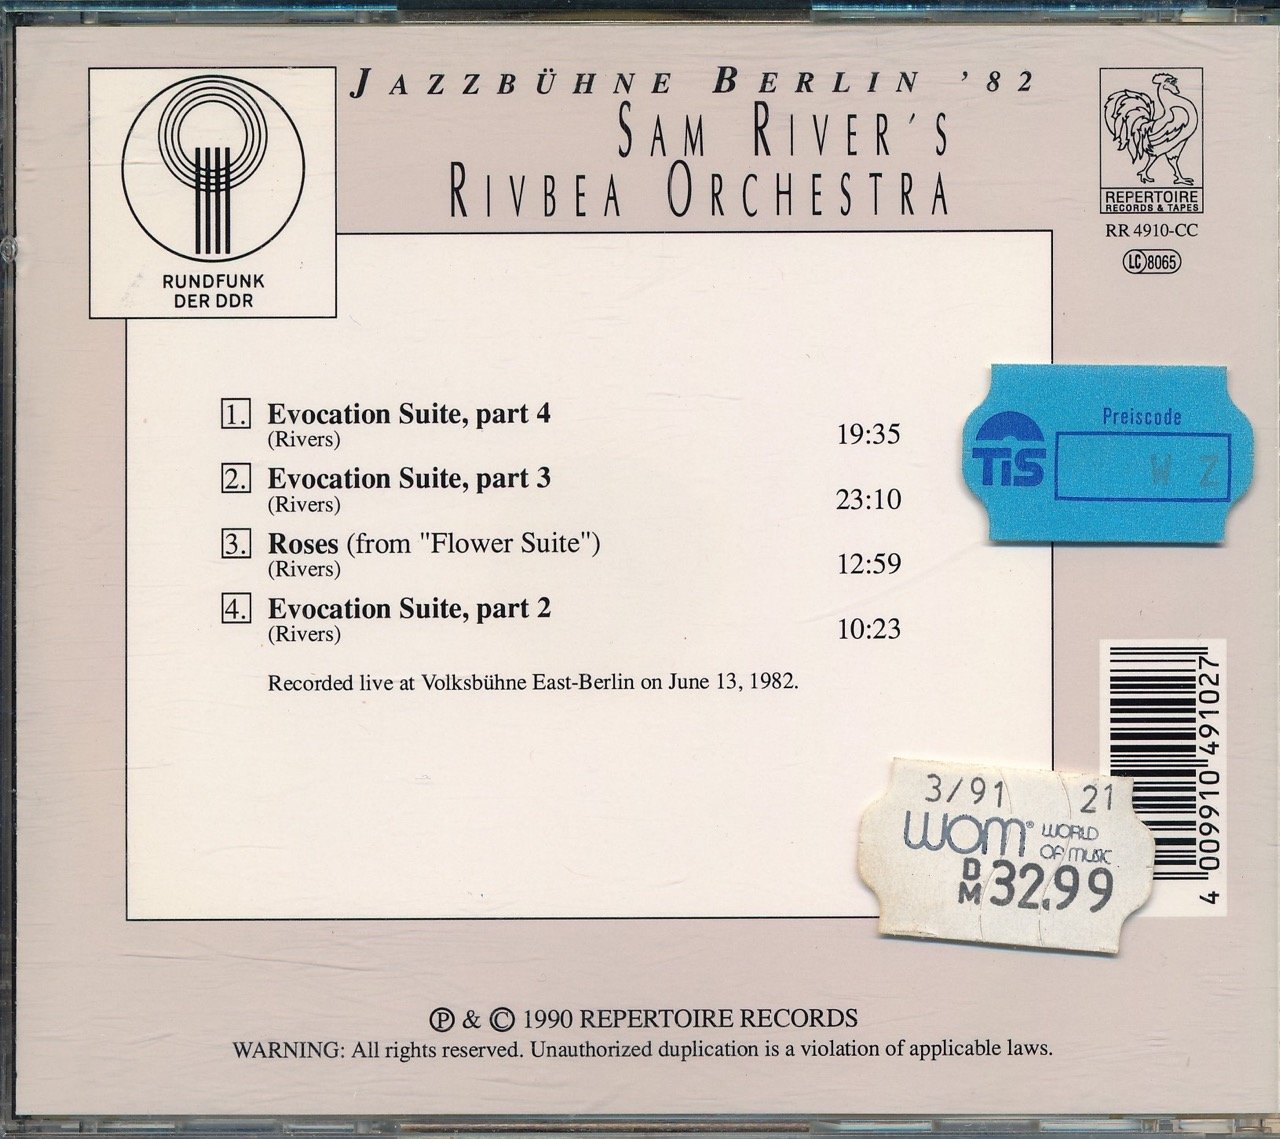 JAZZBÜHNE BERLIN '82
SAM RIVER'S
RIVBEA ORCHESTRA
RUNDFUNK
DER DDR
REPERTOIRE
RECORDS & TAPES
RR 4910-CC
LC 8065
1. Evocation Suite, part 4
(Rivers)
19:35
2. Evocation Suite, part 3
(Rivers)
23:10
3. Roses (from "Flower Suite")
(Rivers)
12:59
4. Evocation Suite, part 2
(Rivers)
10:23
Recorded live at Volksbühne East-Berlin on June 13, 1982.
TIS
Preiscode
W Z
4 009910 491027
3/91 21
WOM® WORLD
OF MUSIC
DM 32.99
Ⓟ & © 1990 REPERTOIRE RECORDS
WARNING: All rights reserved. Unauthorized duplication is a violation of applicable laws.